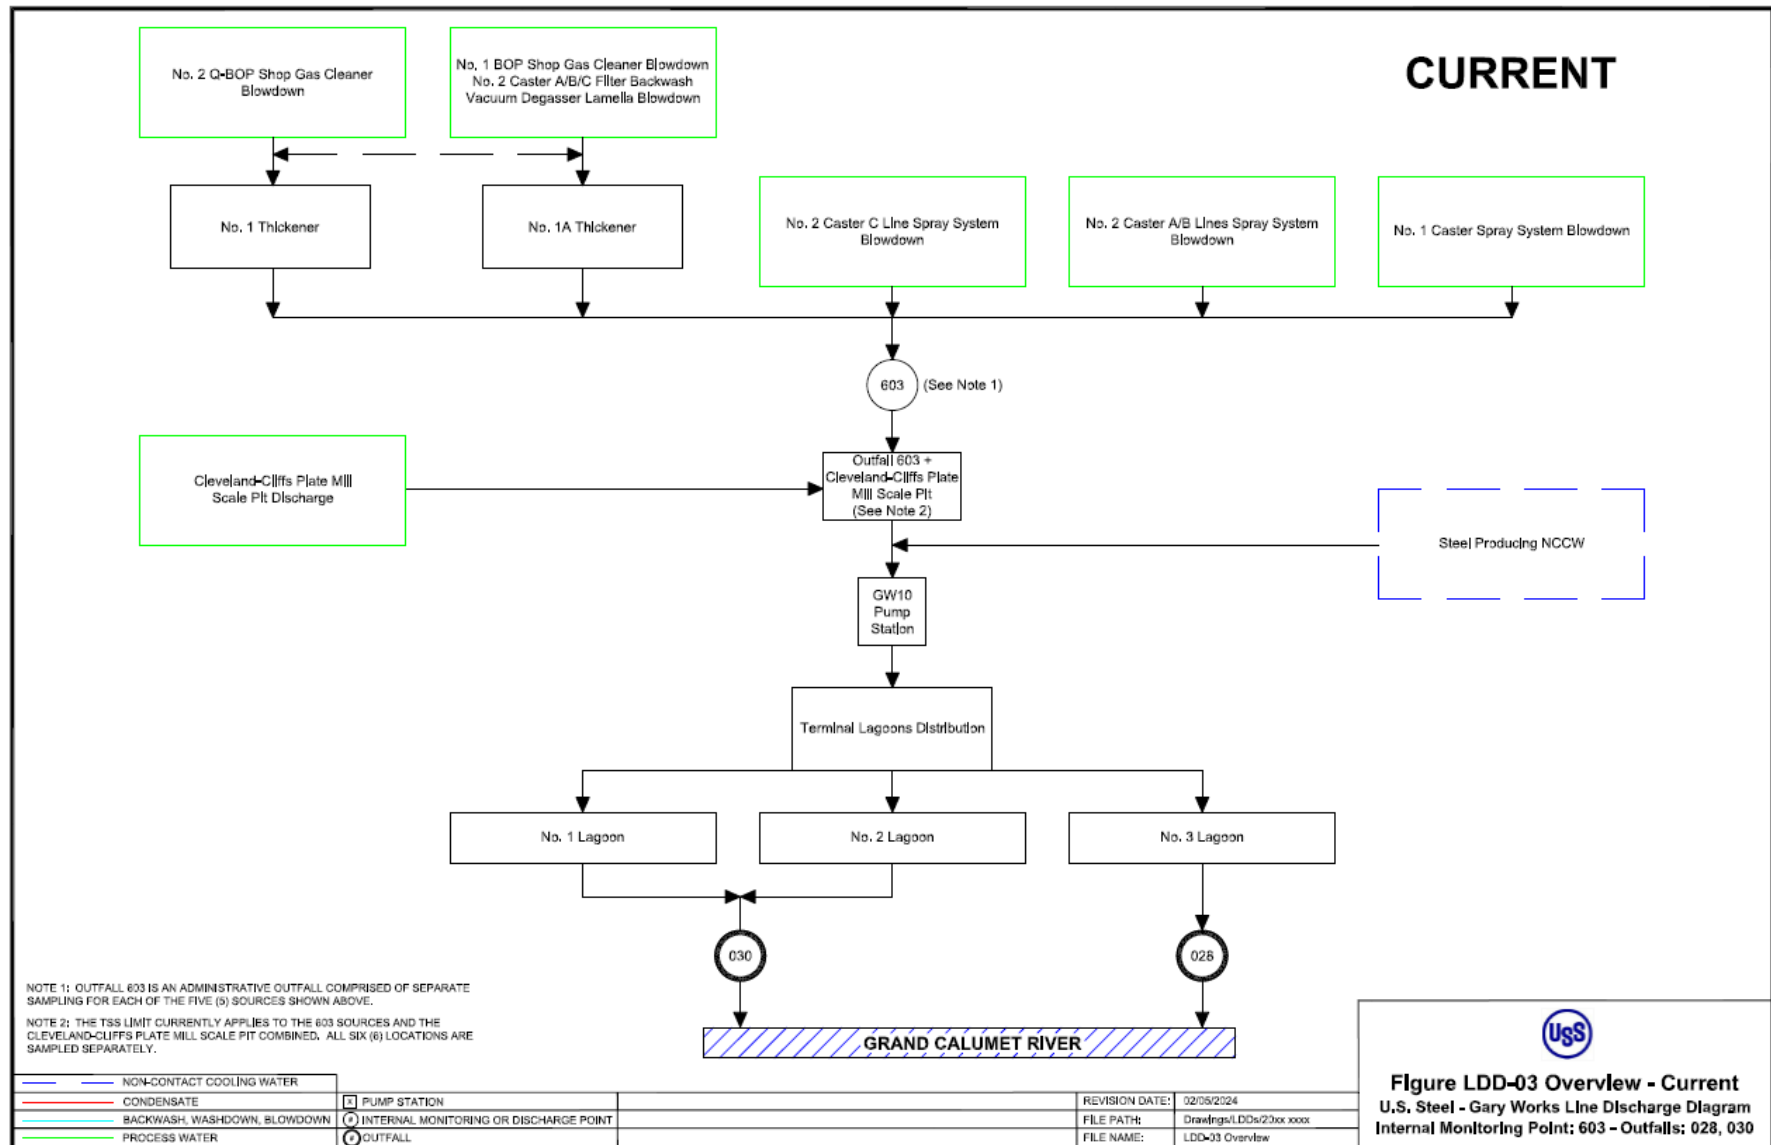 CURRENT
No. 2 Q-BOP Shop Gas Cleaner
Blowdown
No. 1 BOP Shop Gas Cleaner Blowdown
No. 2 Caster A/B/C Filter Backwash
Vacuum Degasser Lamella Blowdown
No. 1 Thickener
No. 1A Thickener
No. 2 Caster C Line Spray System
Blowdown
No. 2 Caster A/B Lines Spray System
Blowdown
No. 1 Caster Spray System Blowdown
603
(See Note 1)
Cleveland-Cliffs Plate Mill
Scale Pit Discharge
Outfall 603 +
Cleveland-Cliffs Plate
Mill Scale Pit
(See Note 2)
Steel Producing NCCW
GW10
Pump
Station
Terminal Lagoons Distribution
No. 1 Lagoon
No. 2 Lagoon
No. 3 Lagoon
030
028
GRAND CALUMET RIVER
NOTE 1: OUTFALL 603 IS AN ADMINISTRATIVE OUTFALL COMPRISED OF SEPARATE
SAMPLING FOR EACH OF THE FIVE (5) SOURCES SHOWN ABOVE.
NOTE 2: THE TSS LIMIT CURRENTLY APPLIES TO THE 603 SOURCES AND THE
CLEVELAND-CLIFFS PLATE MILL SCALE PIT COMBINED. ALL SIX (6) LOCATIONS ARE
SAMPLED SEPARATELY.
NON-CONTACT COOLING WATER
CONDENSATE
BACKWASH, WASHDOWN, BLOWDOWN
PROCESS WATER
X PUMP STATION
# INTERNAL MONITORING OR DISCHARGE POINT
# OUTFALL
REVISION DATE: 02/05/2024
FILE PATH: Drawings/LDDs/20xx xxxx
FILE NAME: LDD-03 Overview
USS
Figure LDD-03 Overview - Current
U.S. Steel - Gary Works Line Discharge Diagram
Internal Monitoring Point: 603 - Outfalls: 028, 030